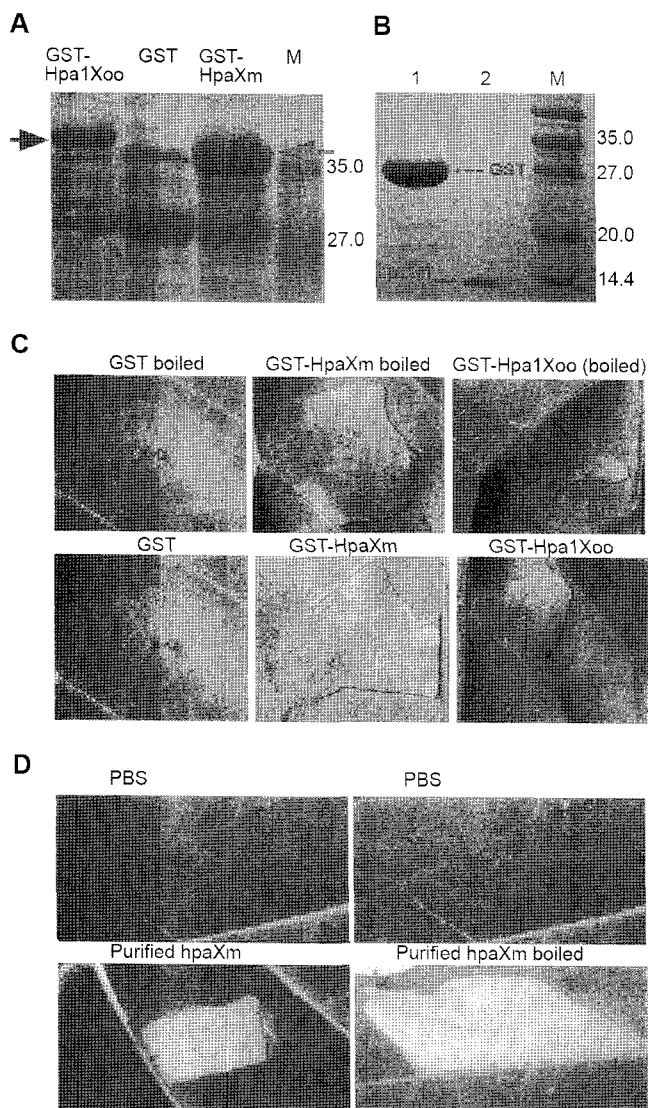 A
GST-Hpa1Xoo GST GST-HpaXm M
35.0
27.0
B
1 2 M
GST
35.0
27.0
20.0
14.4
C
GST boiled GST-HpaXm boiled GST-Hpa1Xoo (boiled)
GST GST-HpaXm GST-Hpa1Xoo
D
PBS PBS
Purified hpaXm Purified hpaXm boiled